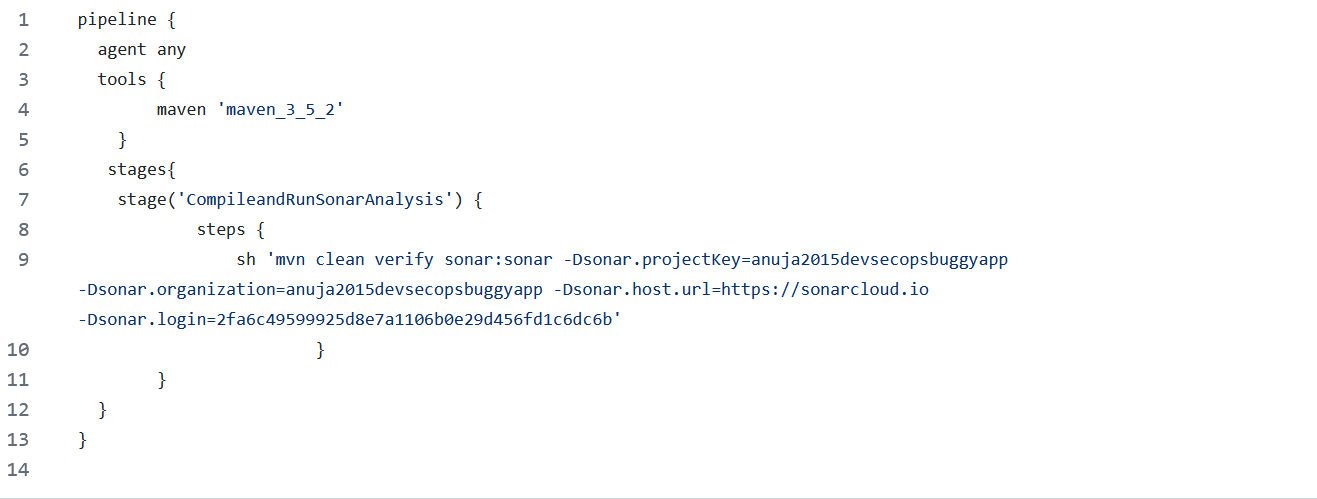 1 pipeline {
2 agent any
3 tools {
4 maven 'maven_3_5_2'
5 }
6 stages{
7 stage('CompileandRunSonarAnalysis') {
8 steps {
9 sh 'mvn clean verify sonar:sonar -Dsonar.projectKey=anuja2015devsecopsbuggyapp
-Dsonar.organization=anuja2015devsecopsbuggyapp -Dsonar.host.url=https://sonarcloud.io
-Dsonar.login=2fa6c49599925d8e7a1106b0e29d456fd1c6dc6b'
10 }
11 }
12 }
13 }
14